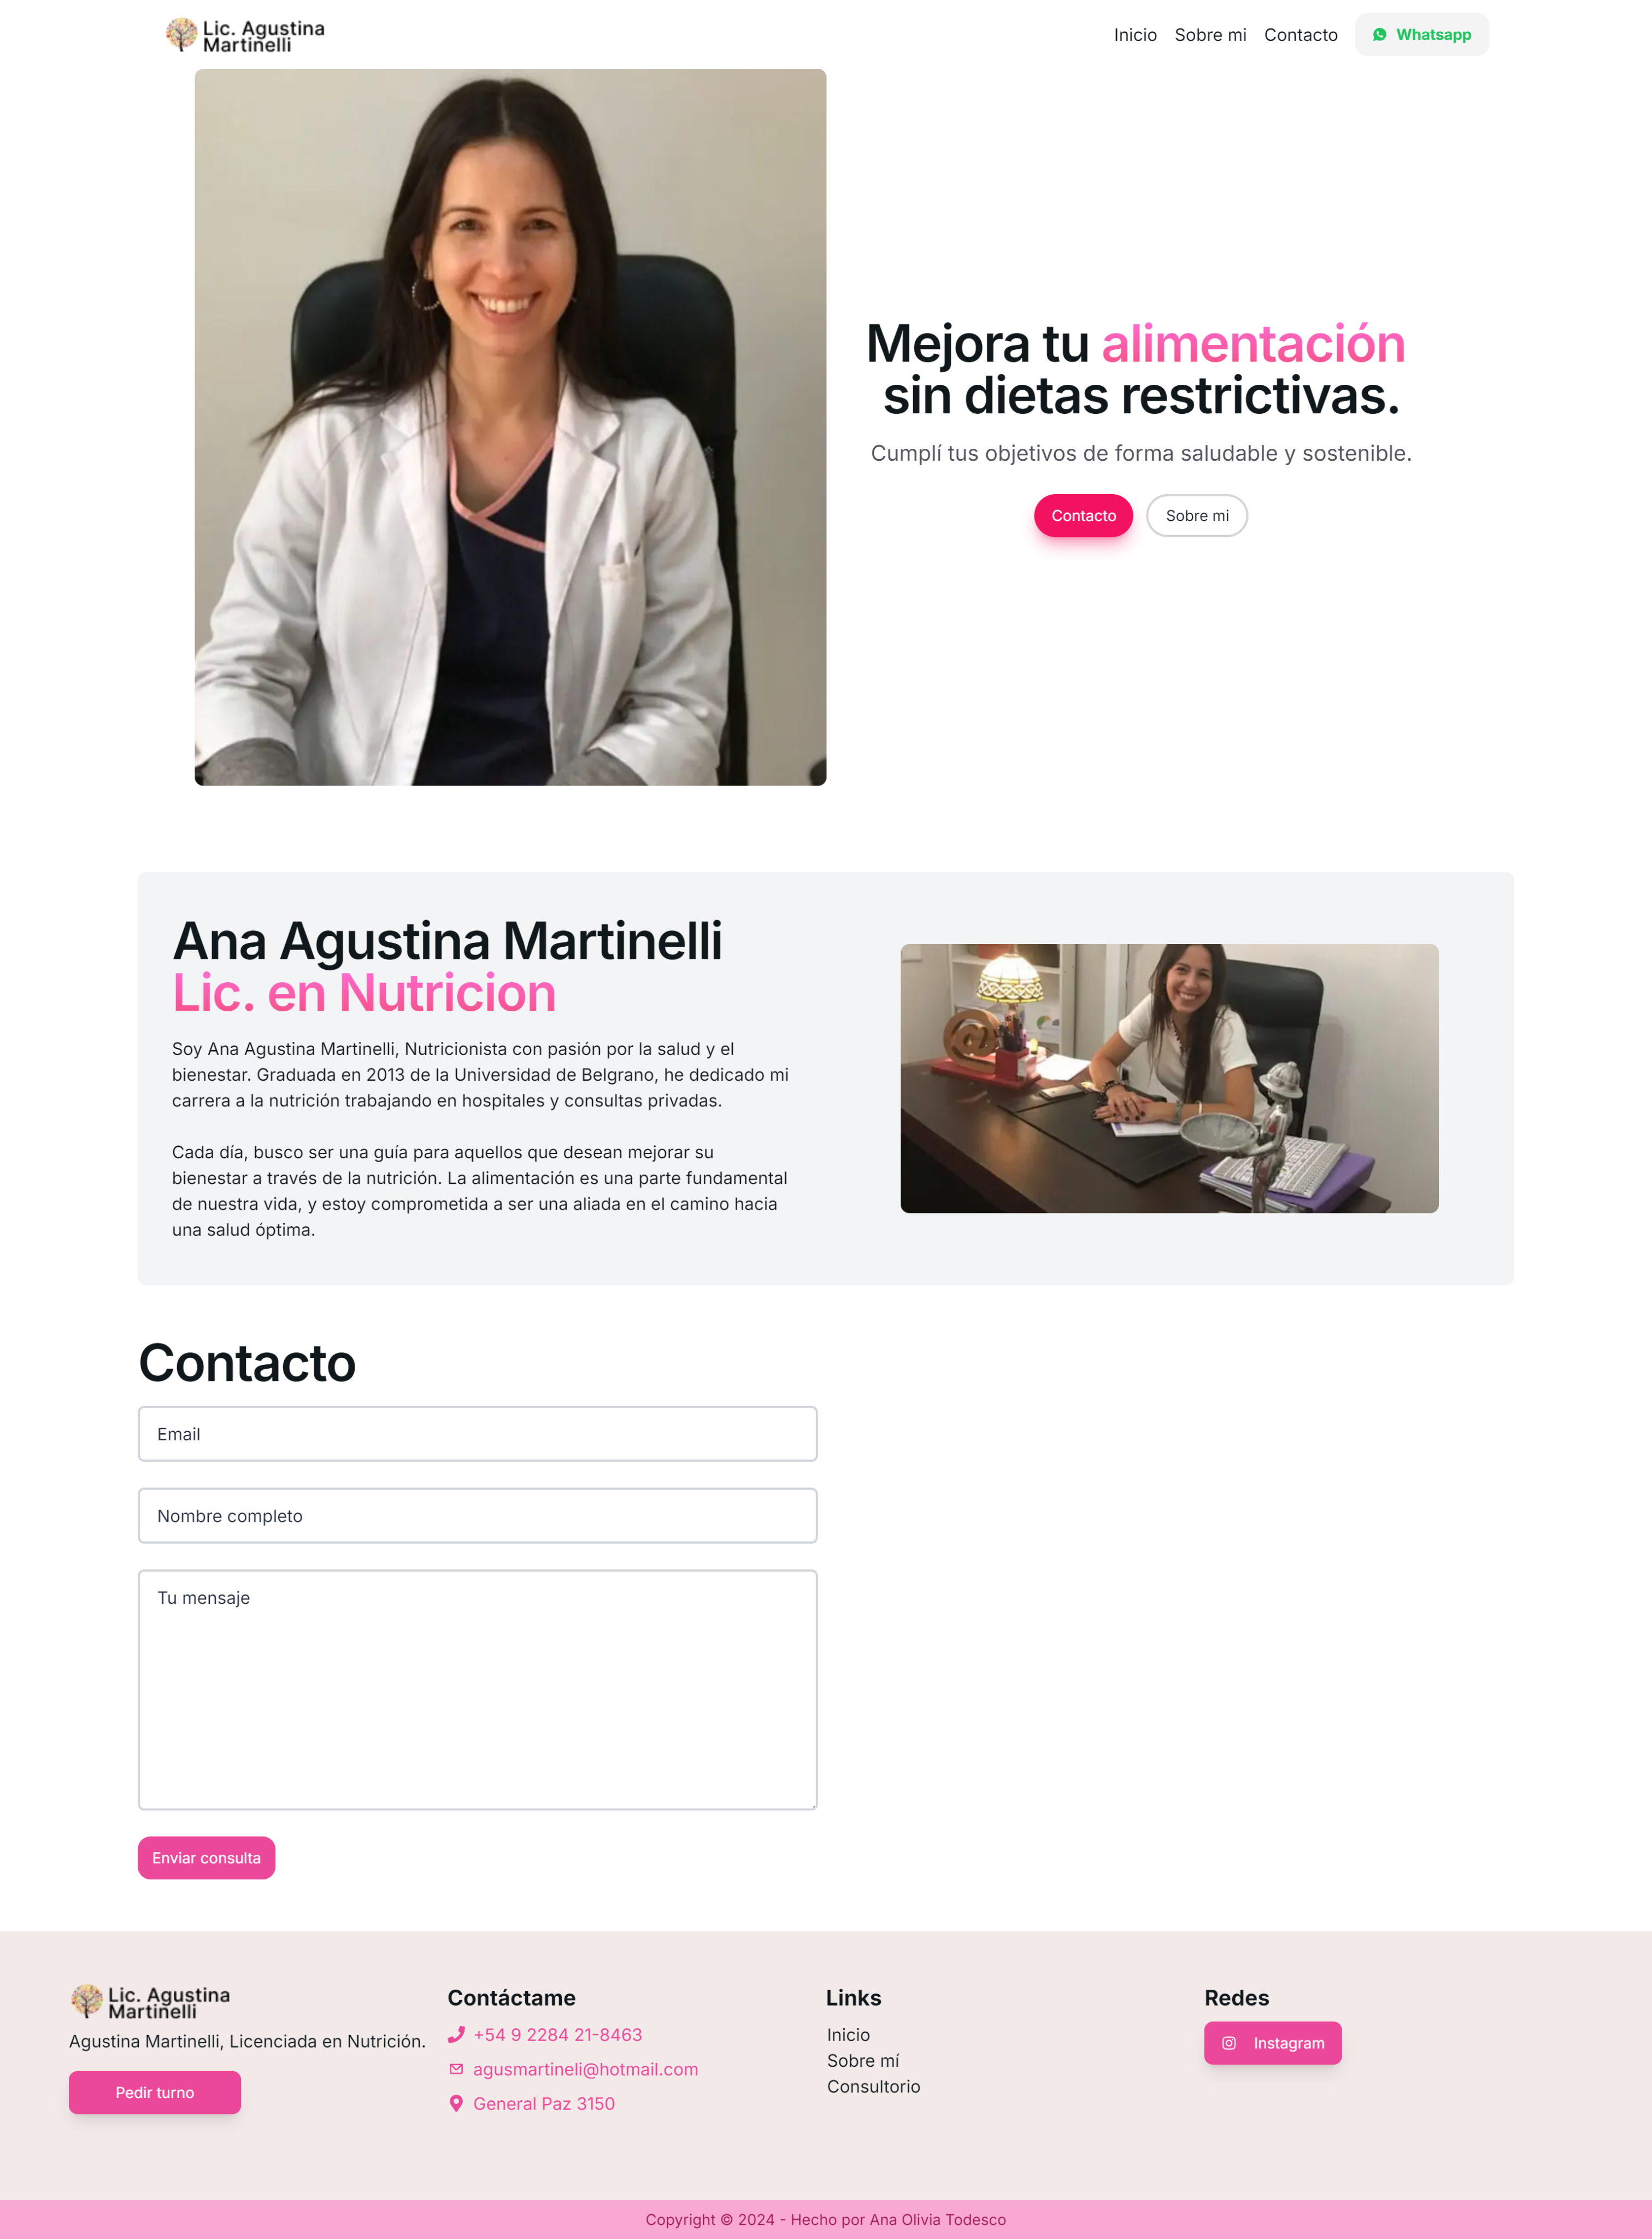 Lic. Agustina
Martinelli
Inicio
Sobre mi
Contacto
Whatsapp
Mejora tu alimentación
sin dietas restrictivas.
Cumplí tus objetivos de forma saludable y sostenible.
Contacto
Sobre mi
Ana Agustina Martinelli
Lic. en Nutricion
Soy Ana Agustina Martinelli, Nutricionista con pasión por la salud y el
bienestar. Graduada en 2013 de la Universidad de Belgrano, he dedicado mi
carrera a la nutrición trabajando en hospitales y consultas privadas.
Cada día, busco ser una guía para aquellos que desean mejorar su
bienestar a través de la nutrición. La alimentación es una parte fundamental
de nuestra vida, y estoy comprometida a ser una aliada en el camino hacia
una salud óptima.
Contacto
Email
Nombre completo
Tu mensaje
Enviar consulta
Lic. Agustina
Martinelli
Agustina Martinelli, Licenciada en Nutrición.
Pedir turno
Contáctame
+54 9 2284 21-8463
agusmartineli@hotmail.com
General Paz 3150
Links
Inicio
Sobre mí
Consultorio
Redes
Instagram
Copyright © 2024 - Hecho por Ana Olivia Todesco